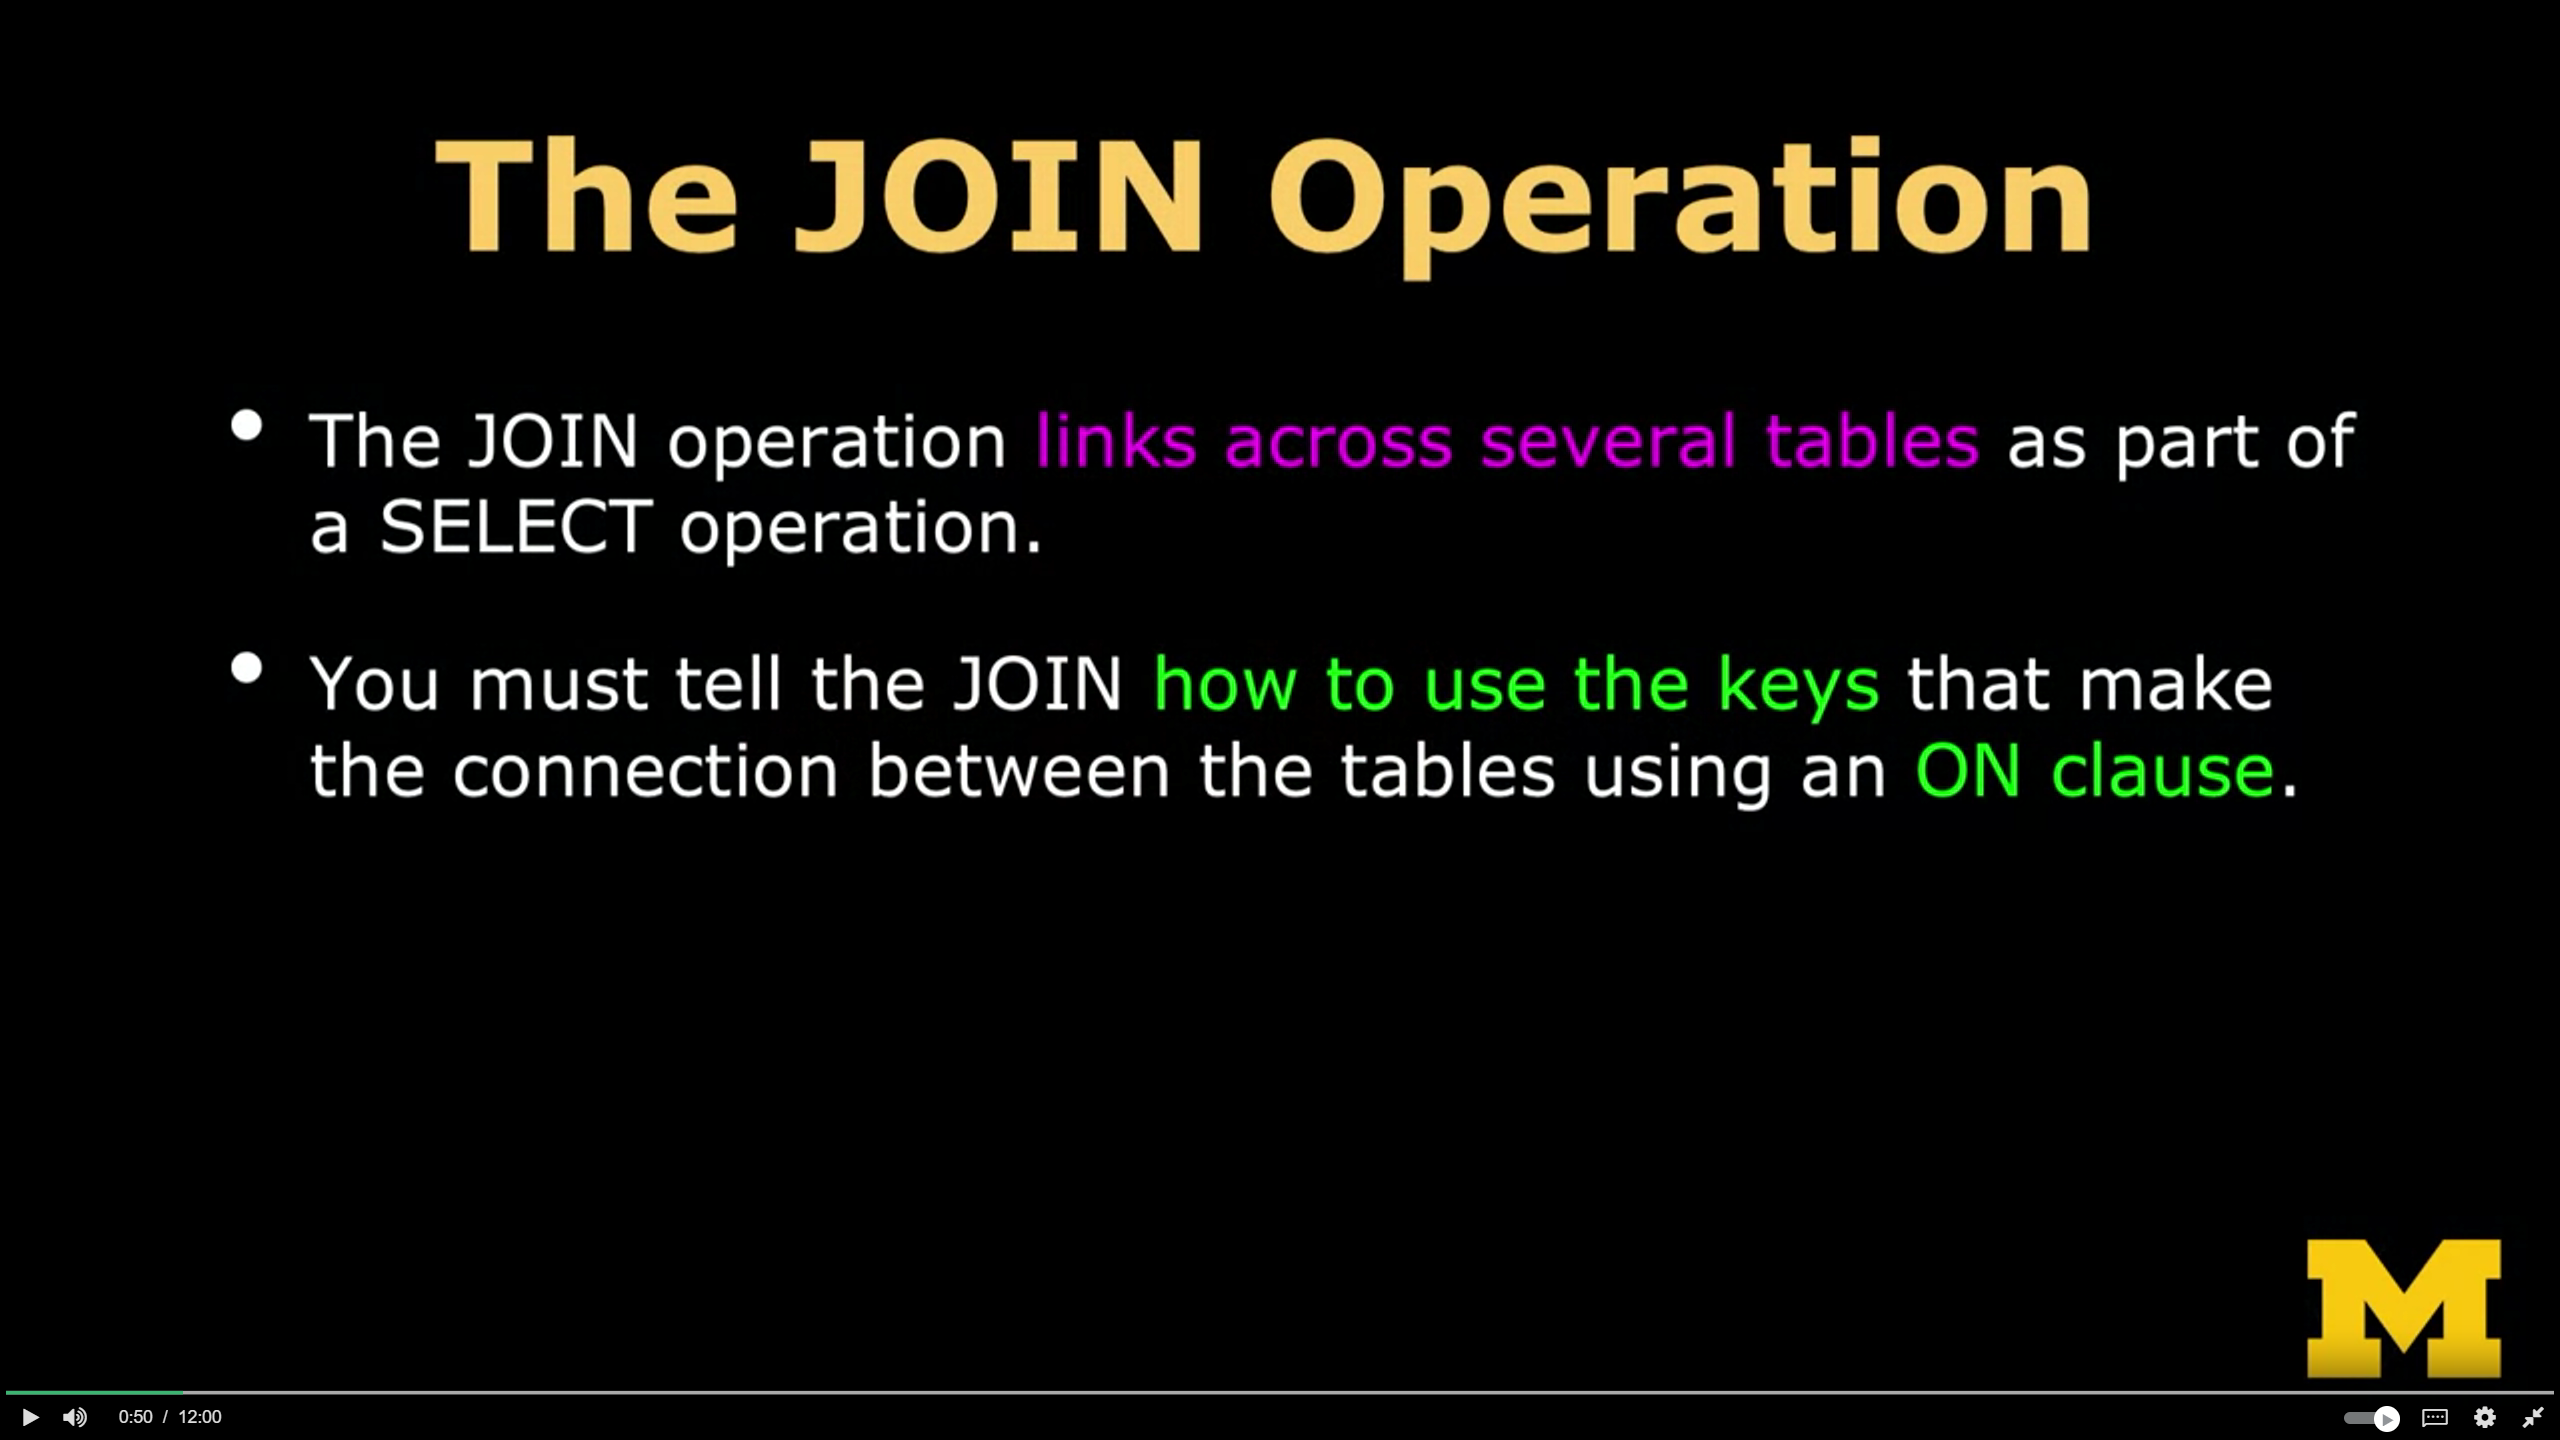 The JOIN Operation
• The JOIN operation links across several tables as part of
a SELECT operation.
• You must tell the JOIN how to use the keys that make
the connection between the tables using an ON clause.
M
0:50 / 12:00